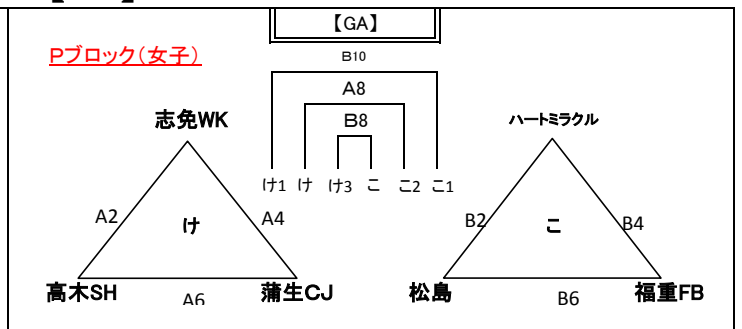 【GA】
Pブロック(女子)
B10
A8
志免WK
B8
ハートミラクル
け1 け け3 こ こ2 こ1
A2 け A4
B2 こ B4
高木SH A6 蒲生CJ
松島 B6 福重FB